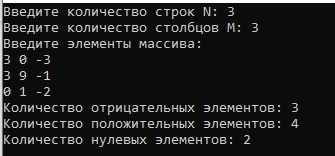 Введите количество строк N: 3
Введите количество столбцов M: 3
Введите элементы массива:
3 0 -3
3 9 -1
0 1 -2
Количество отрицательных элементов: 3
Количество положительных элементов: 4
Количество нулевых элементов: 2